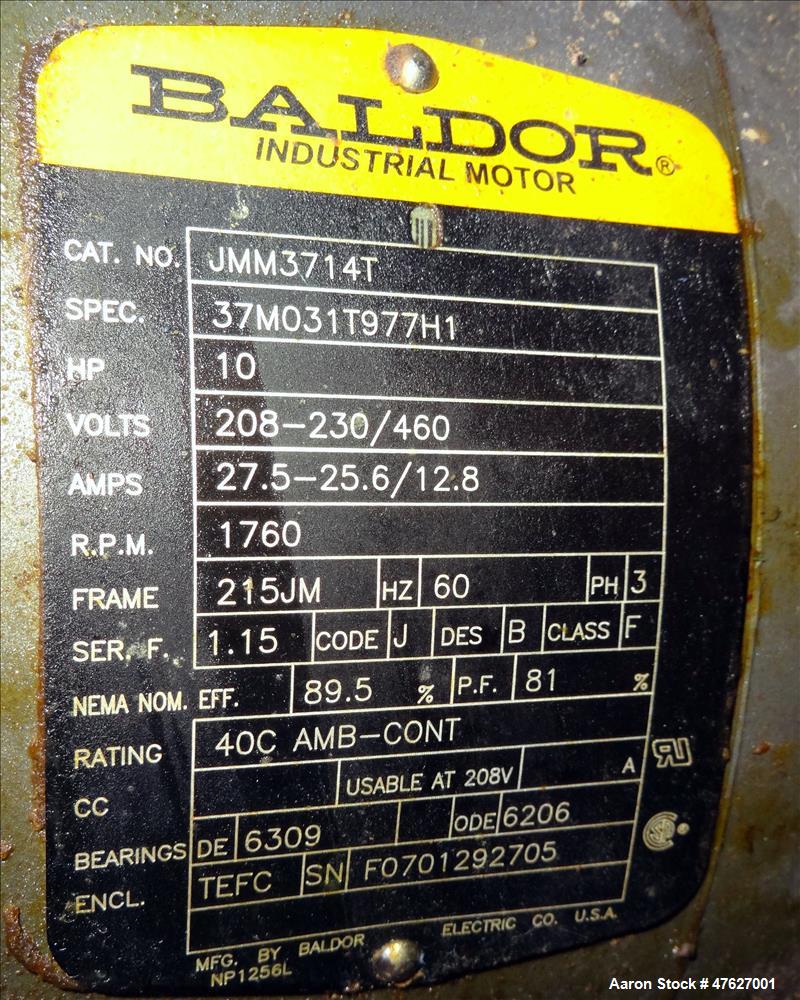 BALDOR®
INDUSTRIAL MOTOR
CAT. NO. JMM3714T
SPEC. 37M031T977H1
HP 10
VOLTS 208-230/460
AMPS 27.5-25.6/12.8
R.P.M. 1760
FRAME 215JM HZ 60 PH 3
SER. F. 1.15 CODE J DES B CLASS F
NEMA NOM. EFF. 89.5 % P.F. 81 %
RATING 40C AMB-CONT
CC USABLE AT 208V A
BEARINGS DE 6309 ODE 6206
ENCL. TEFC SN F0701292705
MFG. BY BALDOR ELECTRIC CO. U.S.A.
NP1256L
Aaron Stock # 47627001